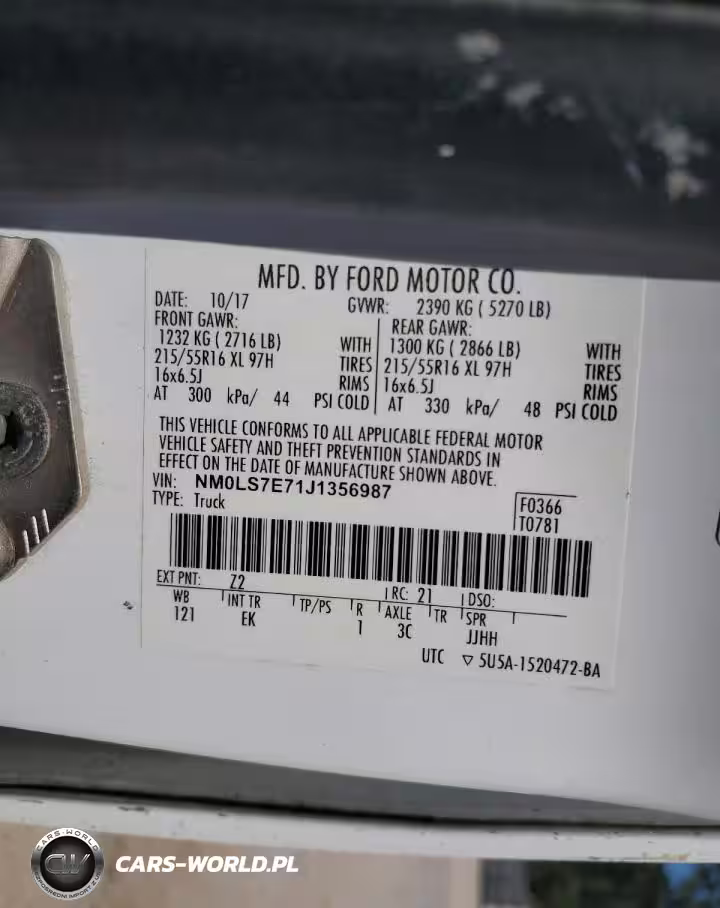 MFD. BY FORD MOTOR CO.
DATE: 10/17 GVWR: 2390 KG ( 5270 LB)
FRONT GAWR: REAR GAWR:
1232 KG ( 2716 LB) WITH 1300 KG ( 2866 LB) WITH
215/55R16 XL 97H TIRES 215/55R16 XL 97H TIRES
16x6.5J RIMS 16x6.5J RIMS
AT 300 kPa/ 44 PSI COLD AT 330 kPa/ 48 PSI COLD
THIS VEHICLE CONFORMS TO ALL APPLICABLE FEDERAL MOTOR
VEHICLE SAFETY AND THEFT PREVENTION STANDARDS IN
EFFECT ON THE DATE OF MANUFACTURE SHOWN ABOVE.
VIN: NM0LS7E71J1356987
TYPE: Truck
F0366
T0781
EXT PNT: Z2 RC: 21 DSO:
WB INT TR TP/PS R AXLE TR SPR
121 EK 1 3C JJHH
UTC ▽ 5U5A-1520472-BA
CARS-WORLD
CW
CARS-WORLD.PL